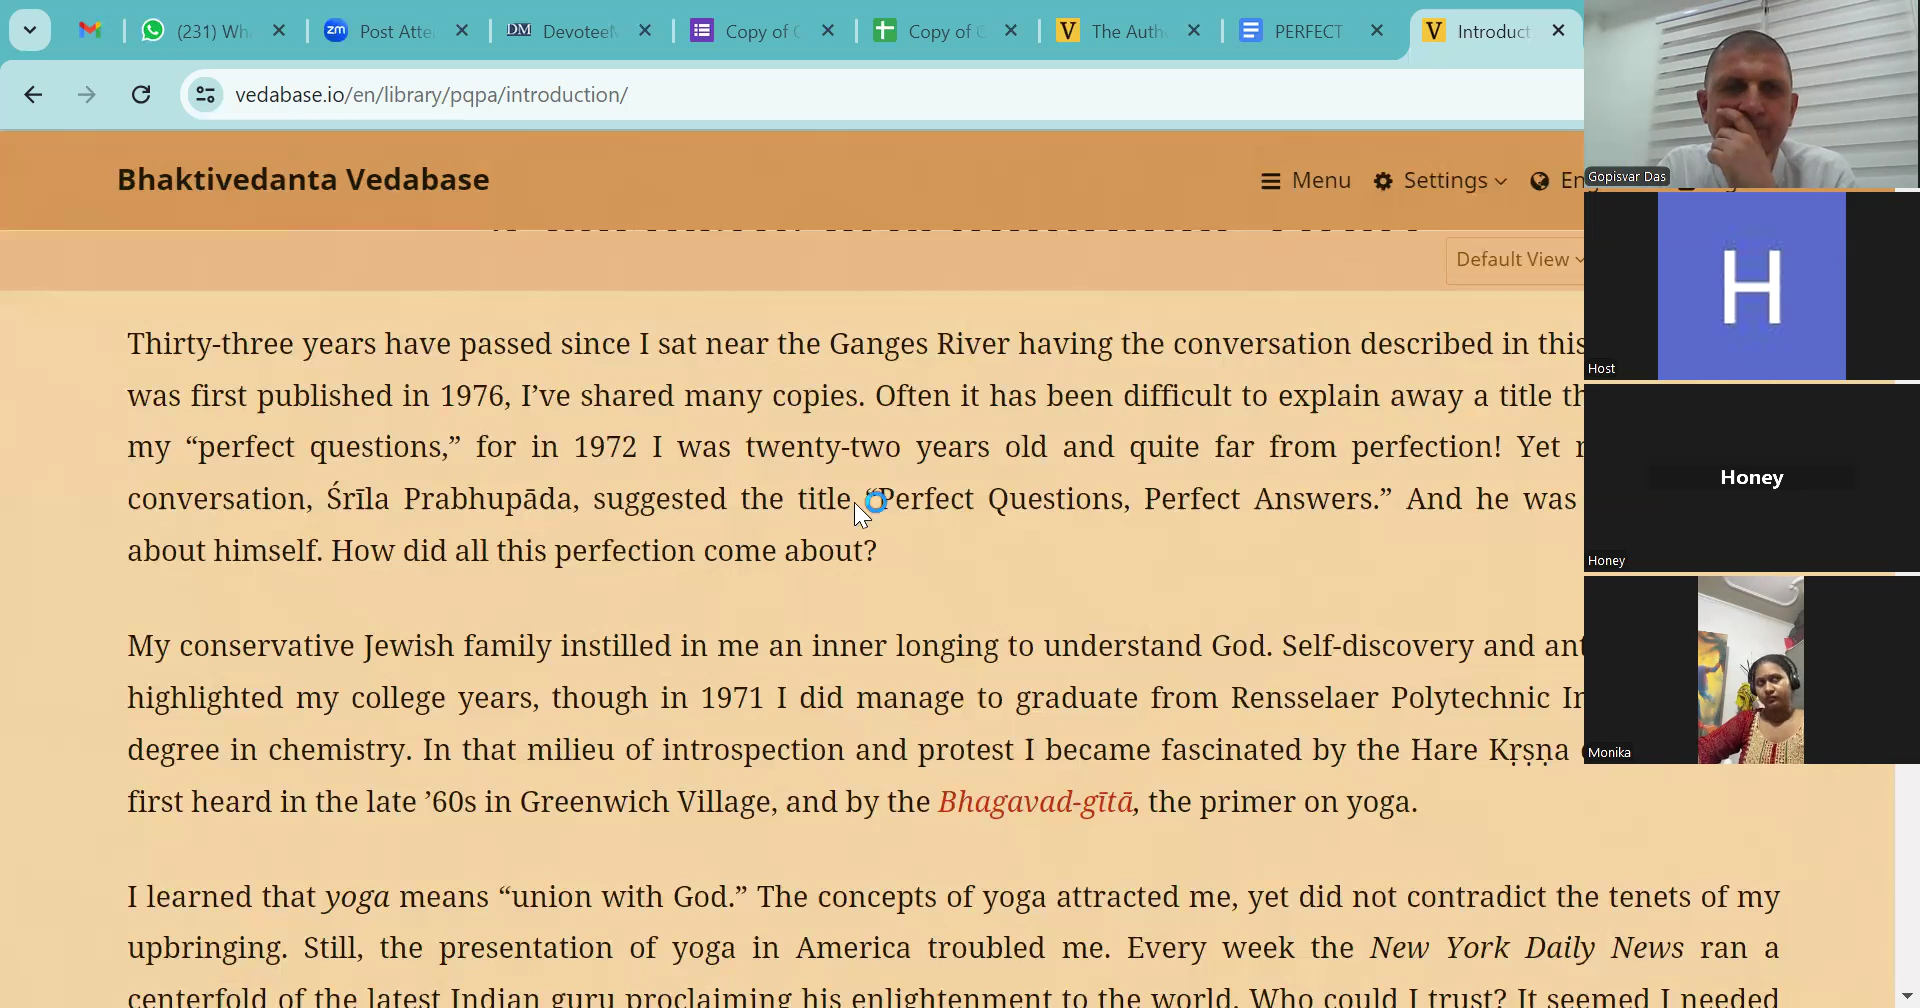 (231) Wh
Post Atte
DM Devotee
Copy of
Copy of
The Auth
PERFECT
Introduct
vedabase.io/en/library/pqpa/introduction/
Bhaktivedanta Vedabase
Menu
Settings
Default View
Thirty-three years have passed since I sat near the Ganges River having the conversation described in this
was first published in 1976, I’ve shared many copies. Often it has been difficult to explain away a title th
my “perfect questions,” for in 1972 I was twenty-two years old and quite far from perfection! Yet
conversation, Śrīla Prabhupāda, suggested the title “Perfect Questions, Perfect Answers.” And he was
about himself. How did all this perfection come about?
My conservative Jewish family instilled in me an inner longing to understand God. Self-discovery and ant
highlighted my college years, though in 1971 I did manage to graduate from Rensselaer Polytechnic In
degree in chemistry. In that milieu of introspection and protest I became fascinated by the Hare Kṛṣṇa
first heard in the late ’60s in Greenwich Village, and by the Bhagavad-gītā, the primer on yoga.
I learned that yoga means “union with God.” The concepts of yoga attracted me, yet did not contradict the tenets of my
upbringing. Still, the presentation of yoga in America troubled me. Every week the New York Daily News ran a
centerfold of the latest Indian guru proclaiming his enlightenment to the world. Who could I trust? It seemed I needed
Gopisvar Das
H
Host
Honey
Honey
Monika